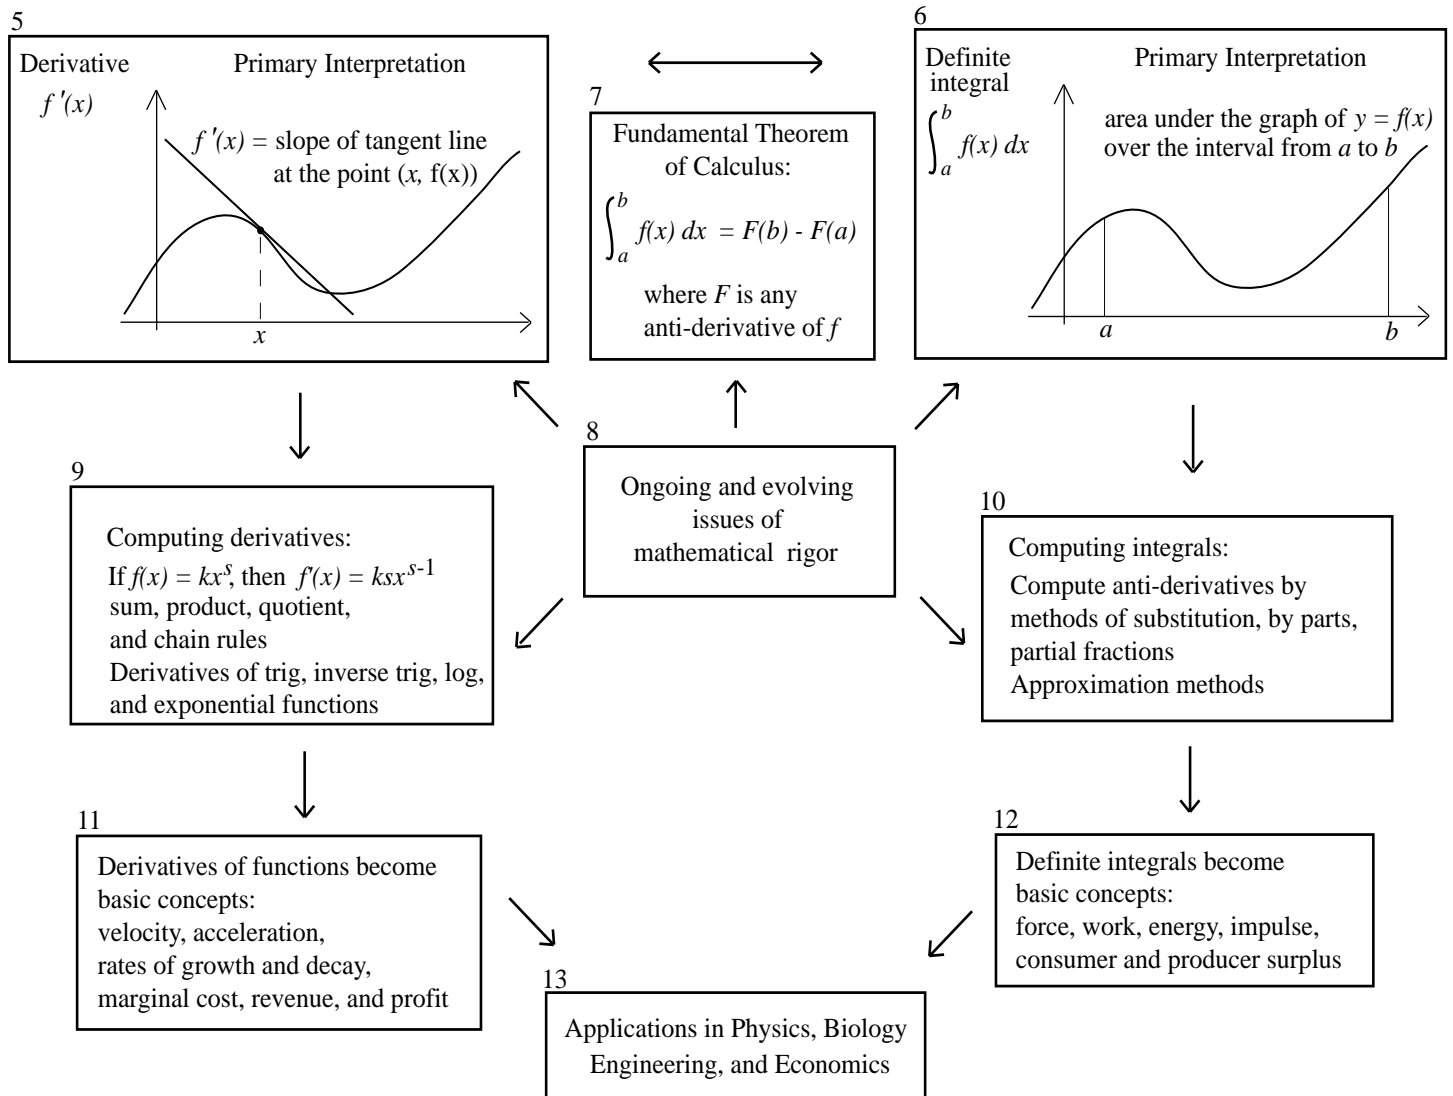 5
Derivative
f '(x)
Primary Interpretation
f '(x) = slope of tangent line
at the point (x, f(x))
x
6
Definite
integral
∫_a^b f(x) dx
Primary Interpretation
area under the graph of y = f(x)
over the interval from a to b
a
b
7
Fundamental Theorem
of Calculus:
∫_a^b f(x) dx = F(b) - F(a)
where F is any
anti-derivative of f
8
Ongoing and evolving
issues of
mathematical rigor
9
Computing derivatives:
If f(x) = kx^s, then f'(x) = ksx^{s-1}
sum, product, quotient,
and chain rules
Derivatives of trig, inverse trig, log,
and exponential functions
10
Computing integrals:
Compute anti-derivatives by
methods of substitution, by parts,
partial fractions
Approximation methods
11
Derivatives of functions become
basic concepts:
velocity, acceleration,
rates of growth and decay,
marginal cost, revenue, and profit
12
Definite integrals become
basic concepts:
force, work, energy, impulse,
consumer and producer surplus
13
Applications in Physics, Biology
Engineering, and Economics